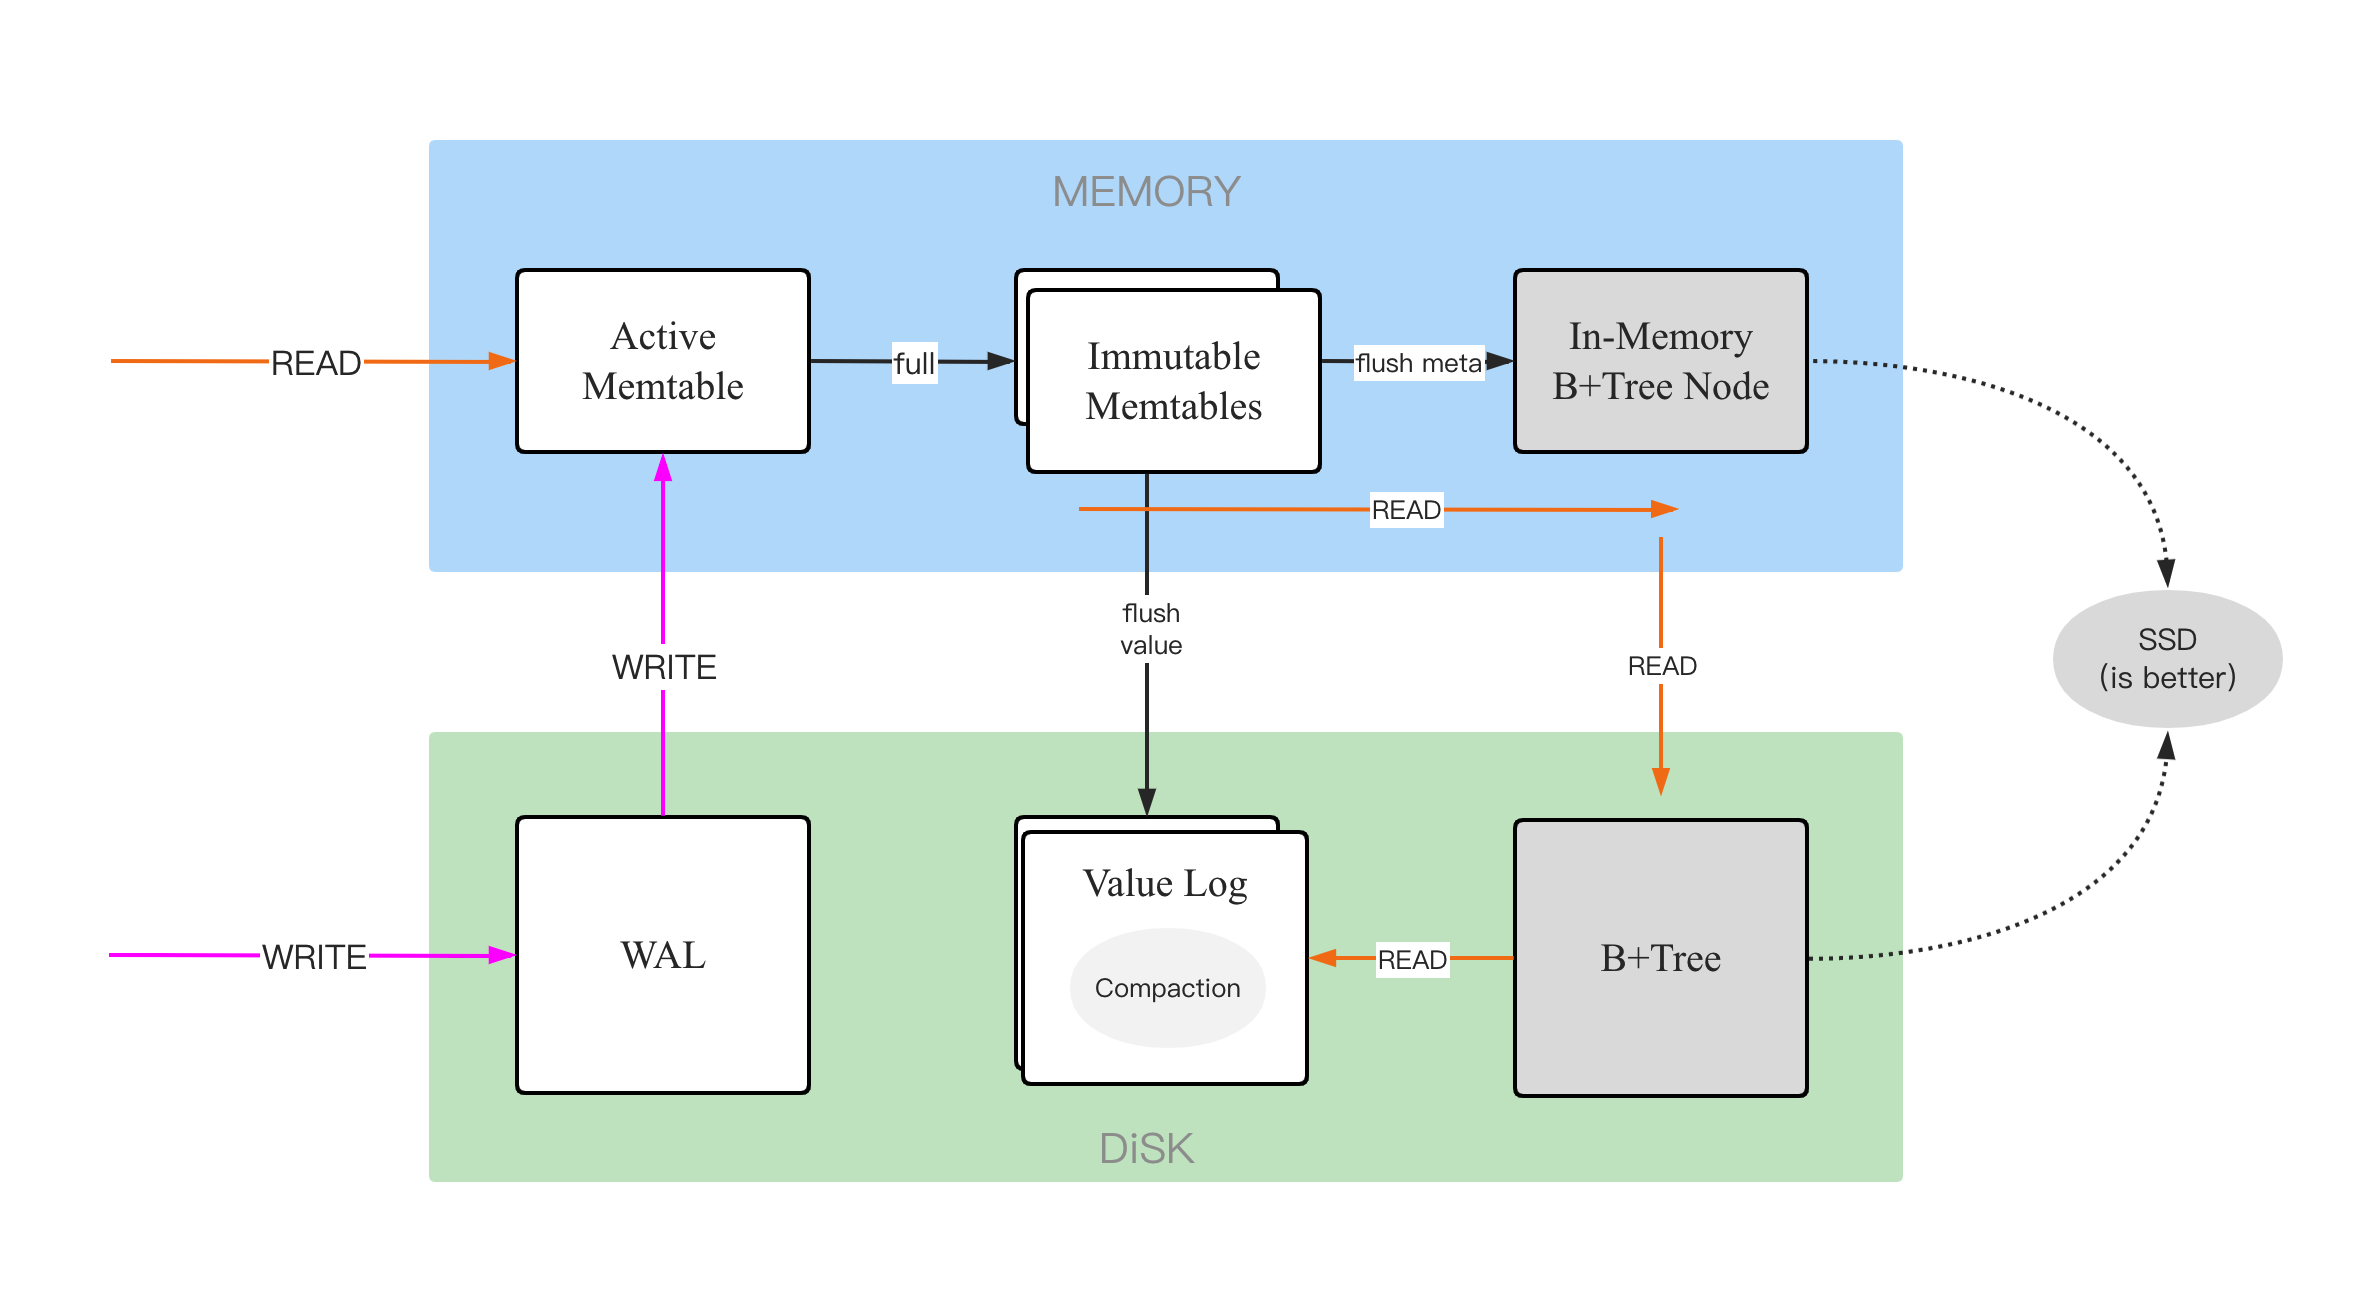 MEMORY
Active
Memtable
Immutable
Memtables
In-Memory
B+Tree Node
READ
full
flush meta
READ
flush
value
WRITE
READ
SSD
(is better)
WRITE
WAL
Value Log
Compaction
READ
B+Tree
DiSK